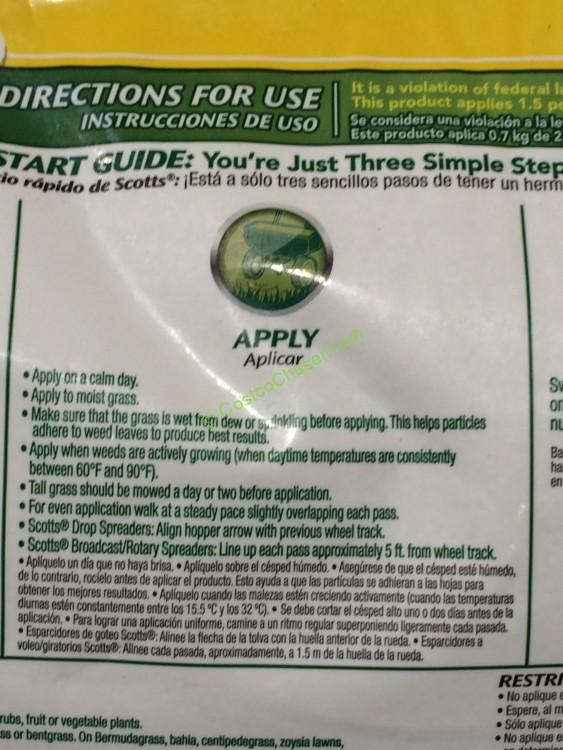 DIRECTIONS FOR USE
INSTRUCCIONES DE USO
It is a violation of federal
This product applies 1.5
Se considera una violación a la
Este producto aplica 0.7 kg de 2
START GUIDE: You're Just Three Simple
rápido de Scotts®: ¡Está a sólo tres sencillos pasos de tener un
APPLY
Aplicar
CostcoChaser.com
• Apply on a calm day.
• Apply to moist grass.
• Make sure that the grass is wet from dew or sprinkling before applying. This helps particles
adhere to weed leaves to produce best results.
• Apply when weeds are actively growing (when daytime temperatures are consistently
between 60°F and 90°F).
• Tall grass should be mowed a day or two before application.
• For even application walk at a steady pace slightly overlapping each pass.
• Scotts® Drop Spreaders: Align hopper arrow with previous wheel track.
• Scotts® Broadcast/Rotary Spreaders: Line up each pass approximately 5 ft. from wheel track.
• Aplíquelo un día que no haya brisa. • Aplíquelo sobre el césped húmedo. • Asegúrese de que el césped esté húmedo,
de lo contrario, rocíelo antes de aplicar el producto. Esto ayuda a que las partículas se adhieran a las hojas para
obtener los mejores resultados. • Aplíquelo cuando las malezas estén creciendo activamente (cuando las temperaturas
diurnas estén constantemente entre los 15.5 °C y los 32 °C). • Se debe cortar el césped alto uno o dos días antes de la
aplicación. • Para lograr una aplicación uniforme, camine a un ritmo regular superponiendo ligeramente cada pasada.
• Esparcidores de goteo Scotts®: Alinee la flecha de la tolva con la huella anterior de la rueda. • Esparcidores a
voleo/giratorios Scotts®: Alinee cada pasada, aproximadamente, a 1.5 m de la huella de la rueda.
• No aplique
• Espere, al
• Sólo aplique
• No aplique
fruit or vegetable plants.
or bentgrass. On Bermudagrass, bahia, centipedegrass, zoysia lawns,